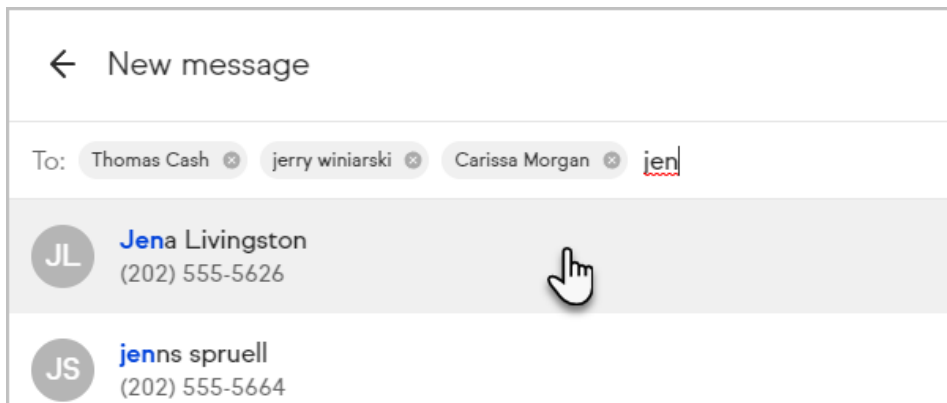 New message
To: Thomas Cash jerry winiarski Carissa Morgan jen
JL
Jena Livingston
(202) 555-5626
JS
jenns spruell
(202) 555-5664